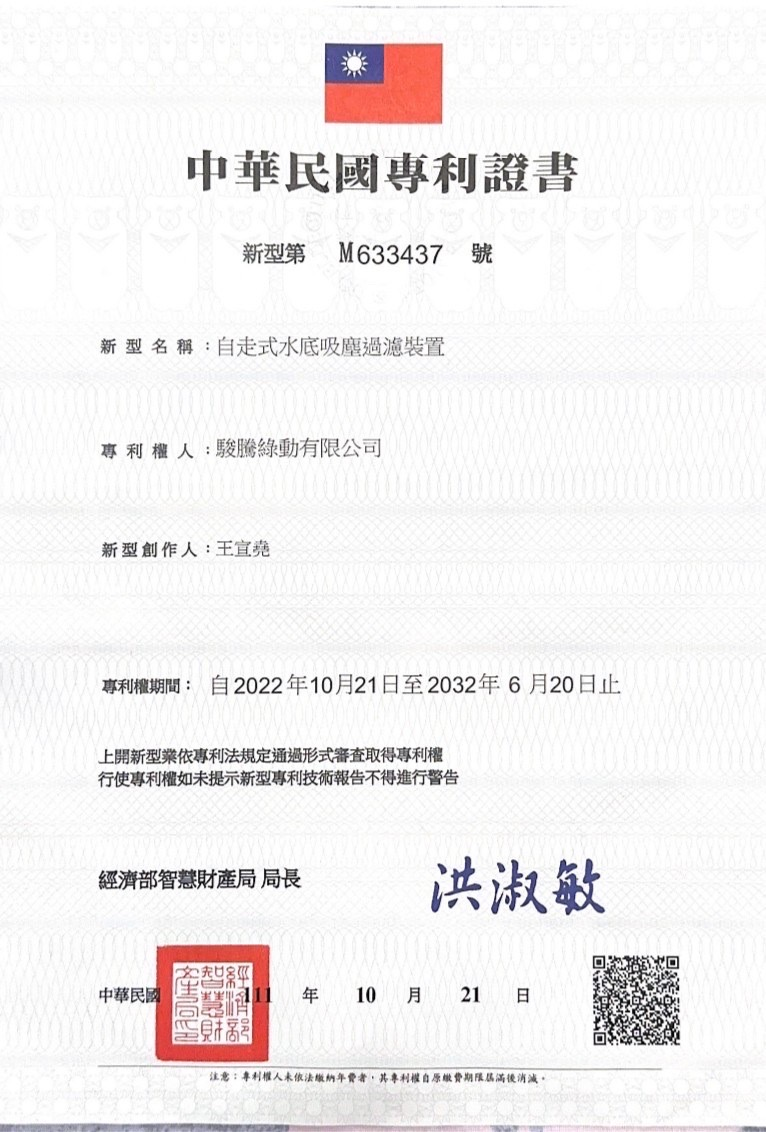 中華民國專利證書
新型第 M633437 號
新型名稱：自走式水底吸塵過濾裝置
專利權人：駿騰綠動有限公司
新型創作人：王宣堯
專利權期間： 自2022年10月21日至2032年 6 月20日止
上開新型業依專利法規定通過形式審查取得專利權
行使專利權如未提示新型專利技術報告不得進行警告
經濟部智慧財產局 局長
洪淑敏
經濟部
智慧財
產局印
中華民國 111 年 10 月 21 日
注意：專利權人未依法繳納年費者，其專利權自原繳費期限屆滿後消滅。